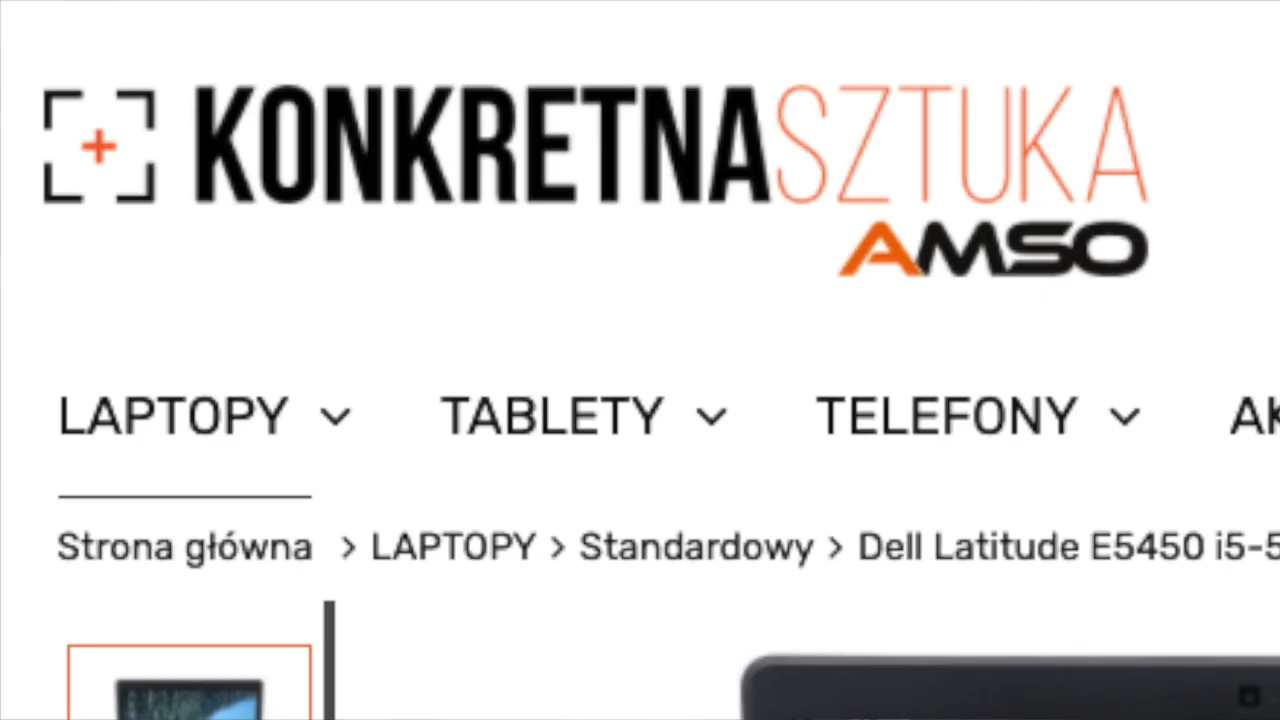 KONKRETNASZTUKA
AMSO
LAPTOPY TABLETY TELEFONY
Strona główna > LAPTOPY > Standardowy > Dell Latitude E5450